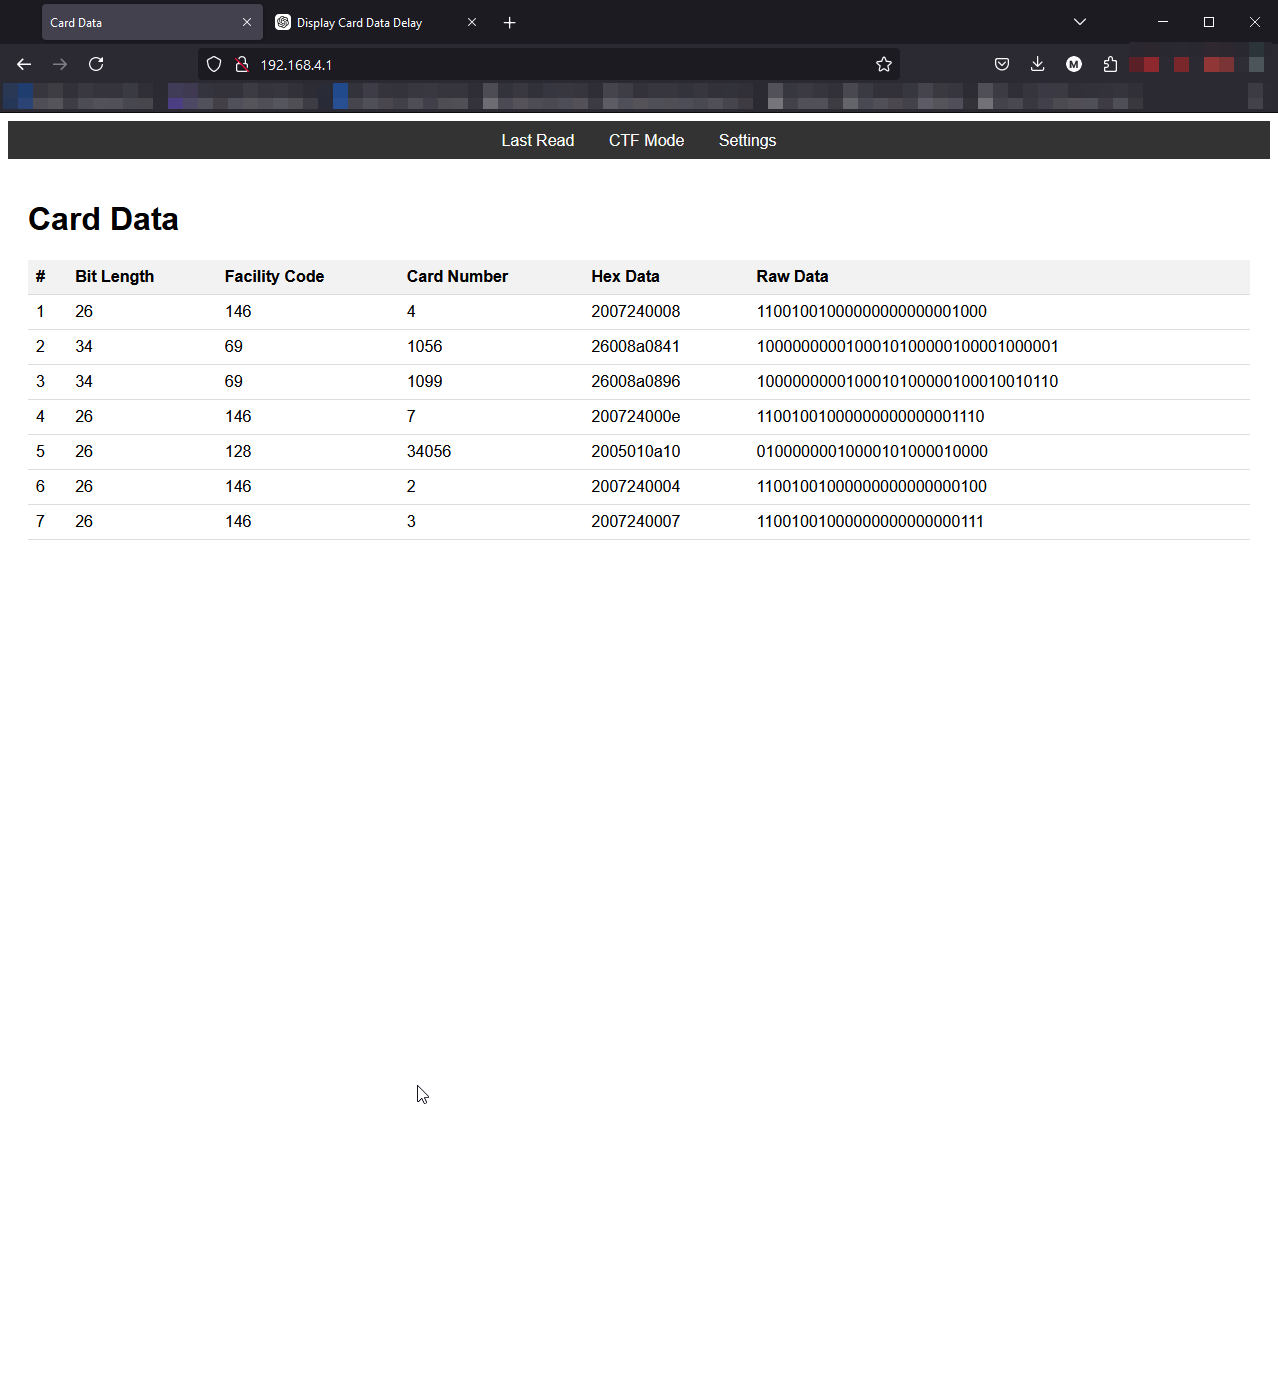 Card Data
Display Card Data Delay
192.168.4.1
M
Last Read CTF Mode Settings
Card Data
# Bit Length Facility Code Card Number Hex Data Raw Data
1 26 146 4 2007240008 11001001000000000000001000
2 34 69 1056 26008a0841 1000000000100010100000100001000001
3 34 69 1099 26008a0896 1000000000100010100000100010010110
4 26 146 7 200724000e 11001001000000000000001110
5 26 128 34056 2005010a10 01000000010000101000010000
6 26 146 2 2007240004 11001001000000000000000100
7 26 146 3 2007240007 11001001000000000000000111